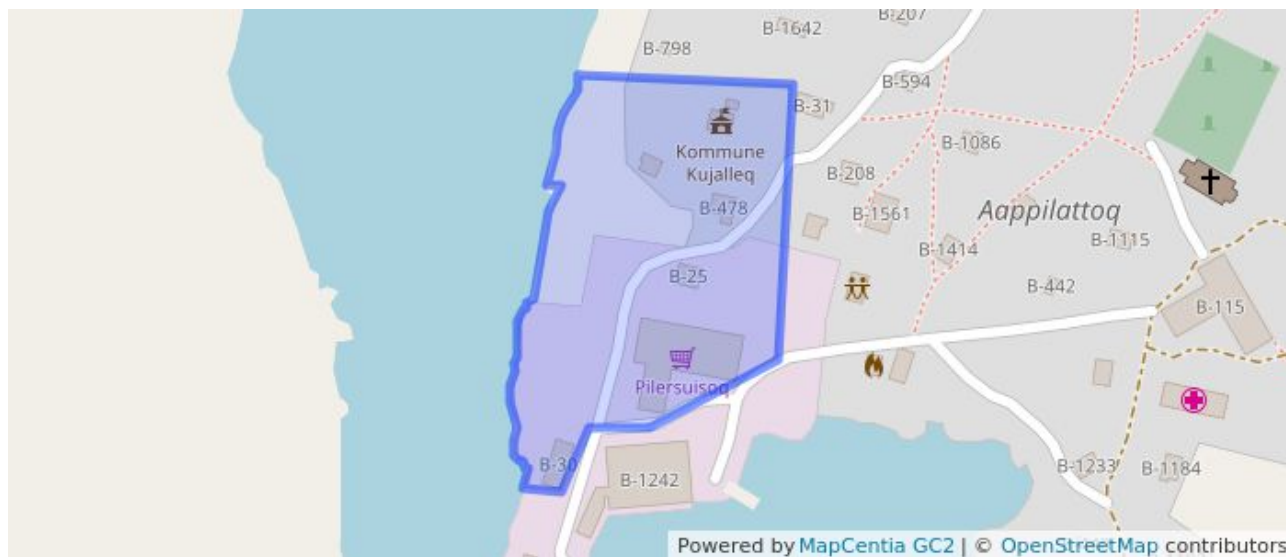 B-207
B-1642
B-798
B-594
B-31
B-1086
Kommune
Kujalleq
B-208
B-478
B-1561
Aappilattoq
B-1115
B-1414
B-25
B-442
B-115
Pilersuisoq
B-30
B-1233
B-1184
B-1242
Powered by MapCentia GC2 | © OpenStreetMap contributors